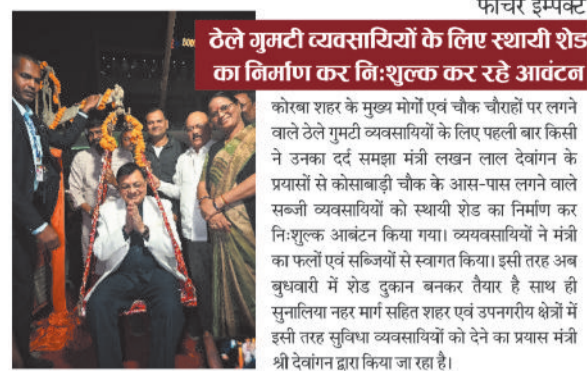 फीचर इम्पैक्ट
ठेले गुमटी व्यवसायियों के लिए स्थायी शेड
का निर्माण कर नि:शुल्क कर रहे आवंटन
कोरबा शहर के मुख्य मोर्गो एवं चौक चौराहों पर लगने
वाले ठेले गुमटी व्यवसायियों के लिए पहली बार किसी
ने उनका दर्द समझा मंत्री लखन लाल देवांगन के
प्रयासों से कोसाबाड़ी चौक के आस-पास लगने वाले
सब्जी व्यवसायियों को स्थायी शेड का निर्माण कर
निःशुल्क आबंटन किया गया। व्ययवसायियों ने मंत्री
का फलों एवं सब्जियों से स्वागत किया। इसी तरह अब
बुधवारी में शेड दुकान बनकर तैयार है साथ ही
सुनालिया नहर मार्ग सहित शहर एवं उपनगरीय क्षेत्रों में
इसी तरह सुविधा व्यवसायियों को देने का प्रयास मंत्री
श्री देवांगन द्वारा किया जा रहा है।